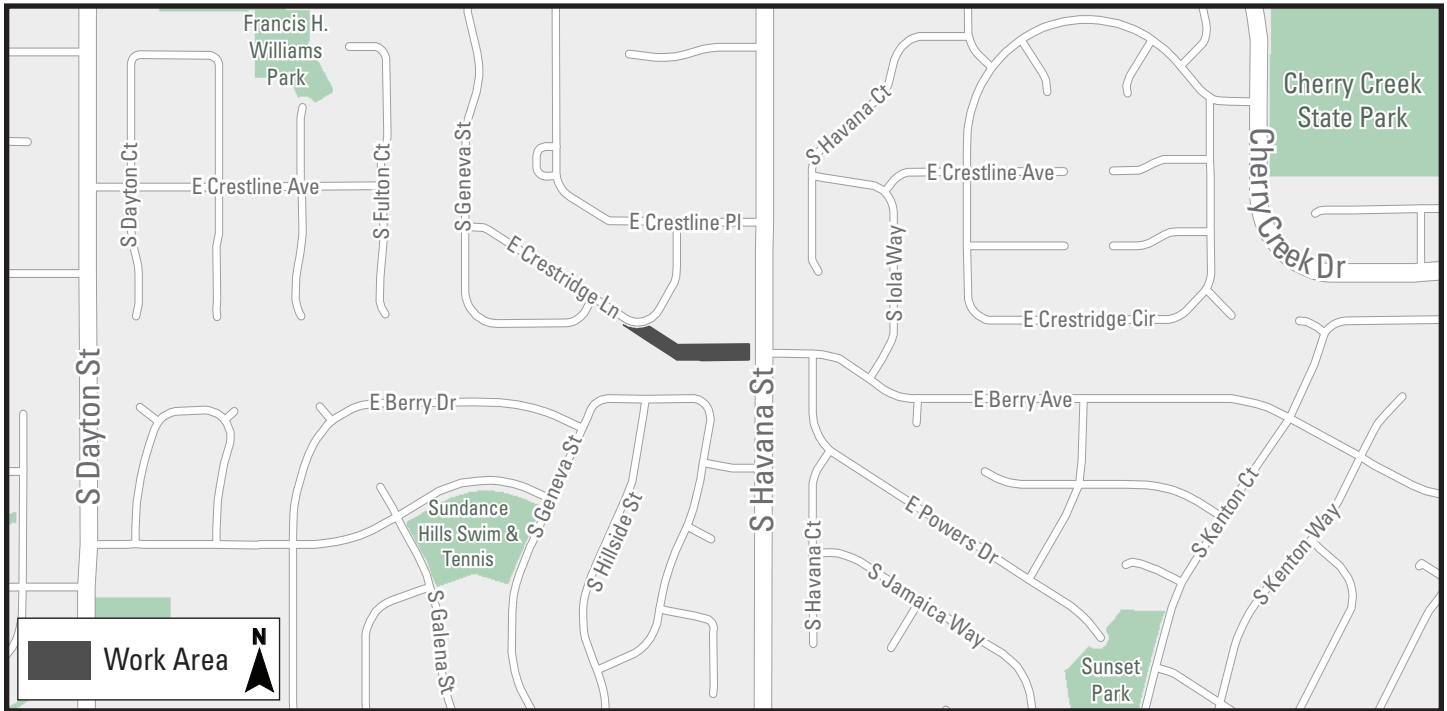 Francis H.
Williams
Park
Cherry Creek
State Park
S Dayton Ct
E Crestline Ave
S Fulton Ct
S Geneva St
S Havana Ct
E Crestline Ave
E Crestline Pl
Cherry Creek Dr
E Crestridge Ln
S Iola Way
E Crestridge Cir
S Dayton St
S Havana St
E Berry Dr
E Berry Ave
S Geneva St
Sundance
Hills Swim &
Tennis
S Hillside St
E Powers Dr
S Kenton Ct
S Kenton Way
S Havana Ct
S Jamaica Way
S Galena St
Sunset
Park
Work Area
N